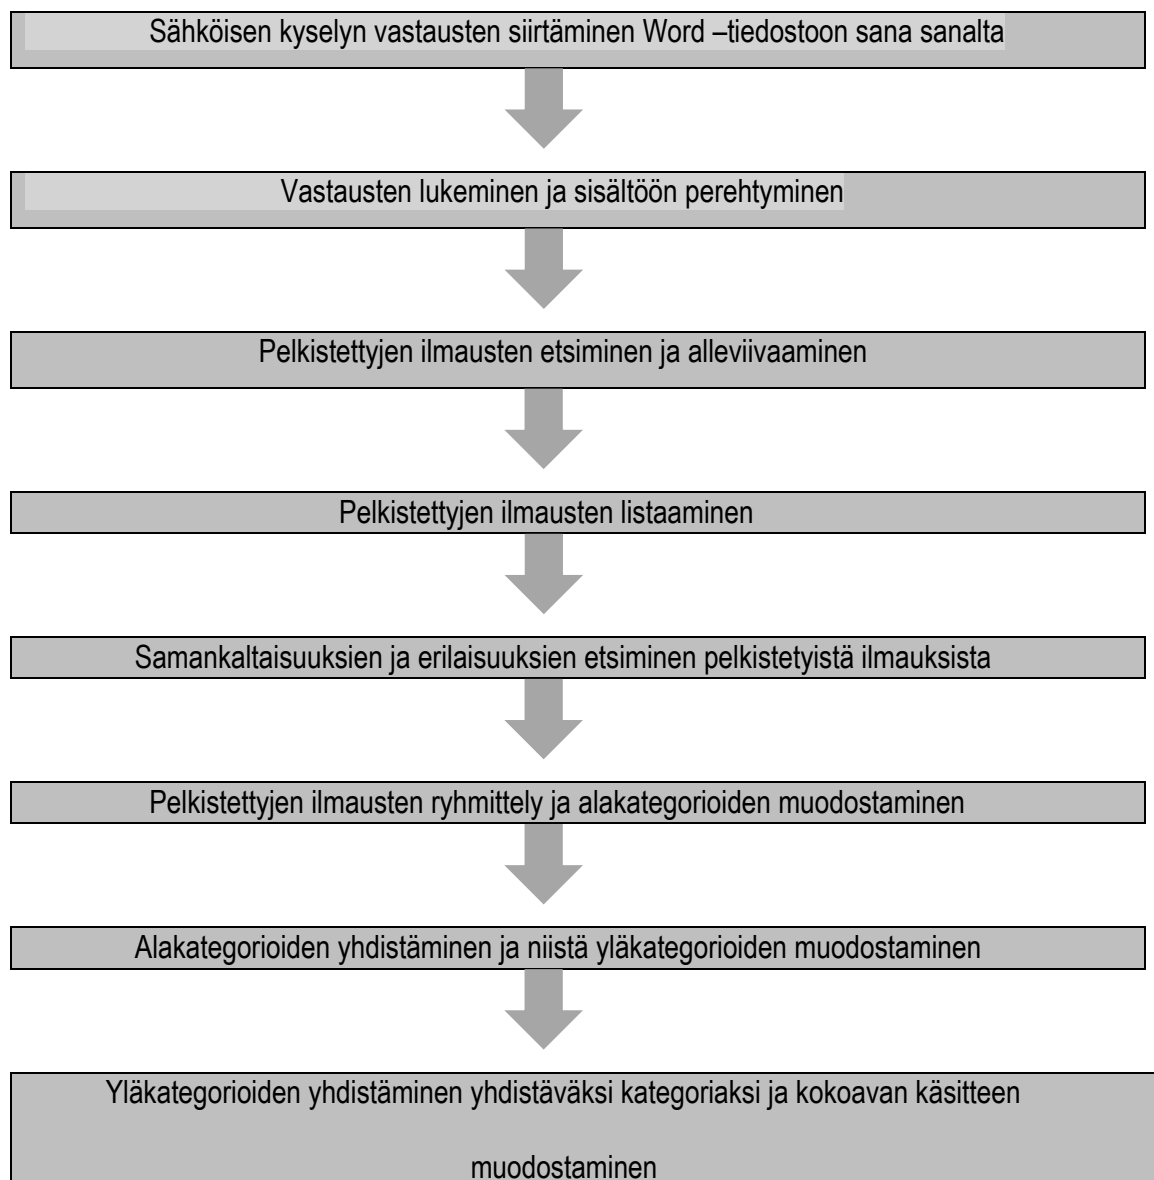 Sähköisen kyselyn vastausten siirtäminen Word –tiedostoon sana sanalta
Vastausten lukeminen ja sisältöön perehtyminen
Pelkistettyjen ilmausten etsiminen ja alleviivaaminen
Pelkistettyjen ilmausten listaaminen
Samankaltaisuuksien ja erilaisuuksien etsiminen pelkistetyistä ilmauksista
Pelkistettyjen ilmausten ryhmittely ja alakategorioiden muodostaminen
Alakategorioiden yhdistäminen ja niistä yläkategorioiden muodostaminen
Yläkategorioiden yhdistäminen yhdistäväksi kategoriaksi ja kokoavan käsitteen
muodostaminen